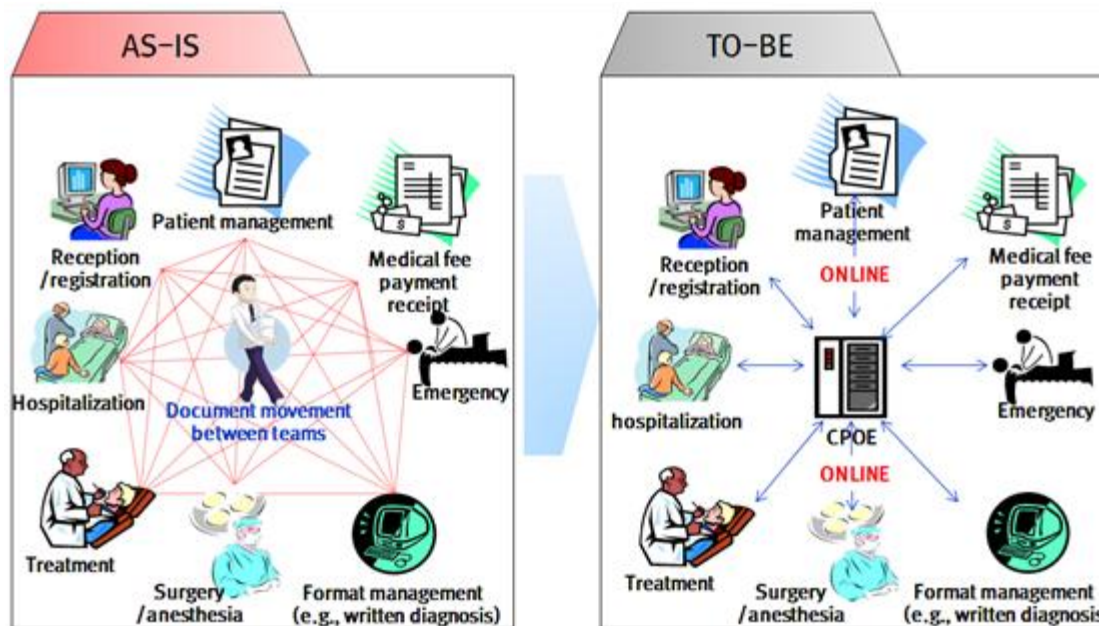 AS-IS
Patient management
Reception
/registration
Medical fee
payment
receipt
Hospitalization
Document movement
between teams
Emergency
Treatment
Surgery
/anesthesia
Format management
(e.g., written diagnosis)
TO-BE
Patient
management
Reception
/registration
ONLINE
Medical fee
payment
receipt
hospitalization
CPOE
Emergency
ONLINE
Treatment
Surgery
/anesthesia
Format management
(e.g., written diagnosis